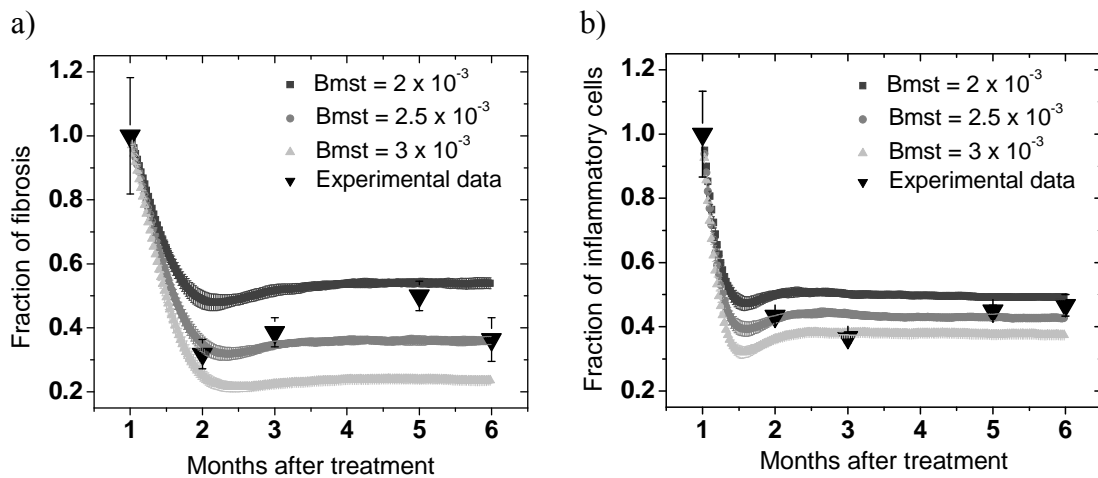 a)
Fraction of fibrosis
1.2
1.0
0.8
0.6
0.4
0.2
Bmst = 2 x 10⁻³
Bmst = 2.5 x 10⁻³
Bmst = 3 x 10⁻³
Experimental data
1 2 3 4 5 6
Months after treatment
b)
Fraction of inflammatory cells
1.2
1.0
0.8
0.6
0.4
0.2
Bmst = 2 x 10⁻³
Bmst = 2.5 x 10⁻³
Bmst = 3 x 10⁻³
Experimental data
1 2 3 4 5 6
Months after treatment